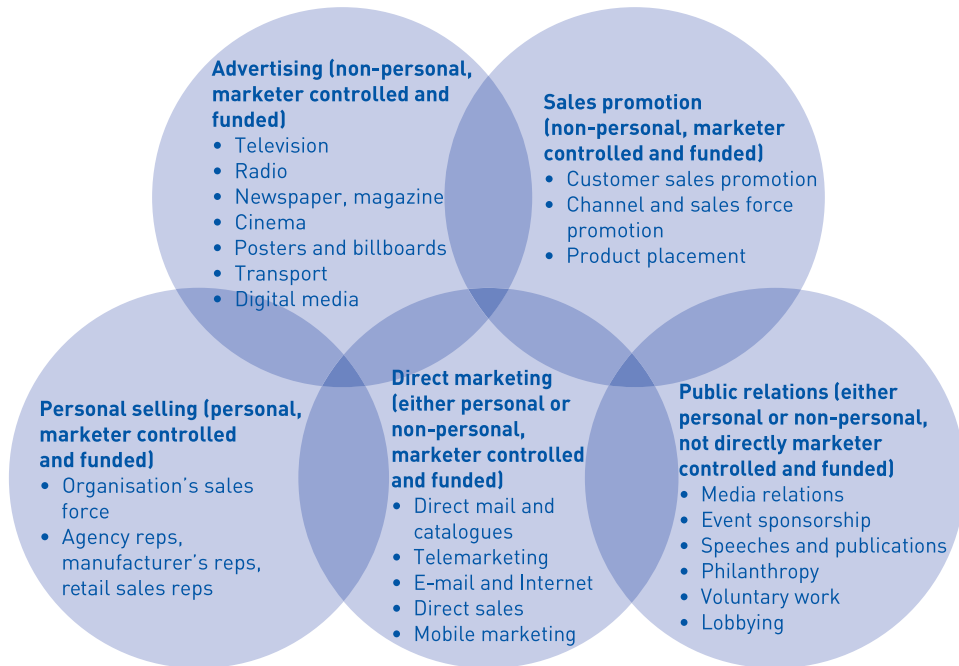 Advertising (non-personal,
marketer controlled and
funded)
• Television
• Radio
• Newspaper, magazine
• Cinema
• Posters and billboards
• Transport
• Digital media
Sales promotion
(non-personal, marketer
controlled and funded)
• Customer sales promotion
• Channel and sales force
promotion
• Product placement
Personal selling (personal,
marketer controlled
and funded)
• Organisation's sales
force
• Agency reps,
manufacturer's reps,
retail sales reps
Direct marketing
(either personal or
non-personal,
marketer controlled
and funded)
• Direct mail and
catalogues
• Telemarketing
• E-mail and Internet
• Direct sales
• Mobile marketing
Public relations (either
personal or non-personal,
not directly marketer
controlled and funded)
• Media relations
• Event sponsorship
• Speeches and publications
• Philanthropy
• Voluntary work
• Lobbying